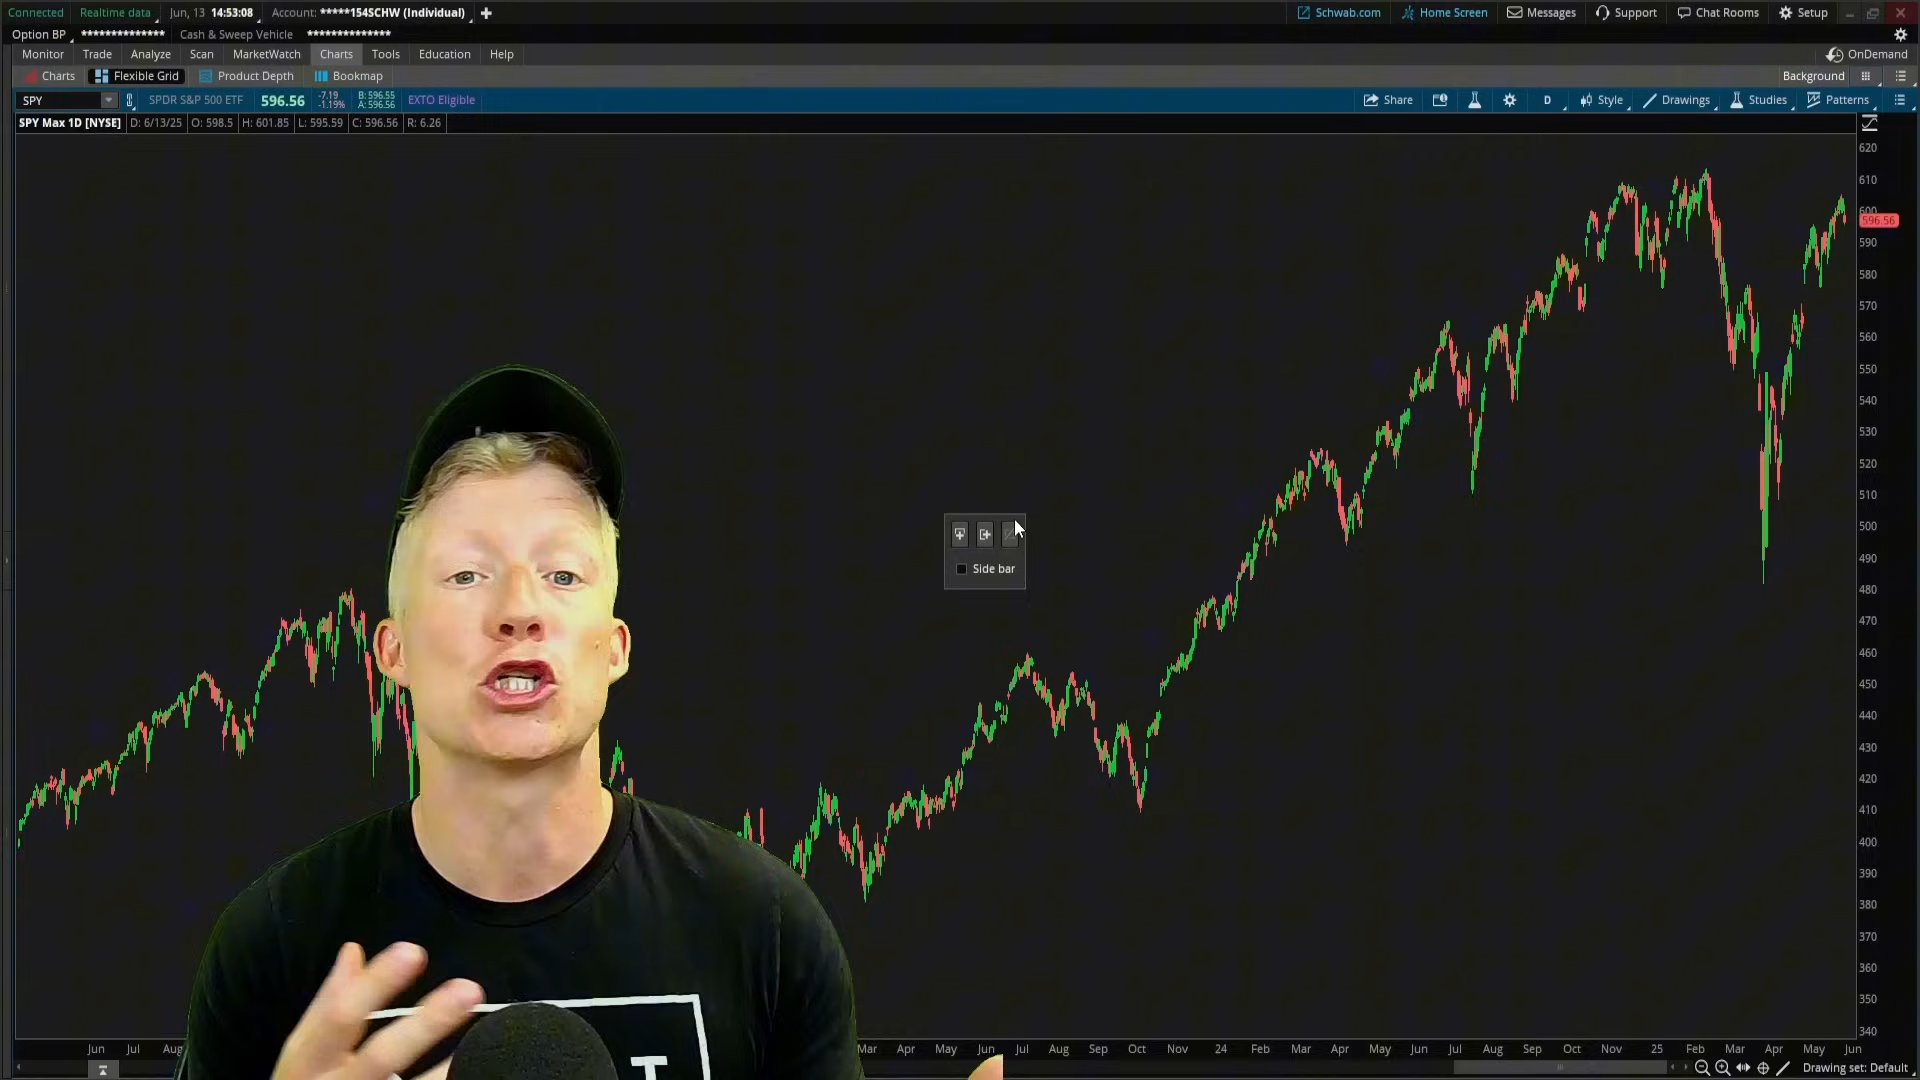 Connected Realtime data Jun, 13 14:53:08 Account: *****154SCHW (Individual) Schwab.com Home Screen Messages Support Chat Rooms Setup
Option BP ************** Cash & Sweep Vehicle **************
Monitor Trade Analyze Scan MarketWatch Charts Tools Education Help OnDemand
Charts Flexible Grid Product Depth Bookmap Background
SPY SPDR S&P 500 ETF 596.56 -7.19 B: 596.55 EXTO Eligible Share D Style Drawings Studies Patterns
-1.19% A: 596.56
SPY Max 1D [NYSE] D: 6/13/25 O: 598.5 H: 601.85 L: 595.59 C: 596.56 R: 6.26
620
610
600
596.56
590
580
570
560
550
540
530
520
510
500
490
Side bar
480
470
460
450
440
430
420
410
400
390
380
370
360
350
340
T
Jun Jul Aug Mar Apr May Jun Jul Aug Sep Oct Nov 24 Feb Mar Apr May Jun Jul Aug Sep Oct Nov 25 Feb Mar Apr May Jun
Drawing set: Default